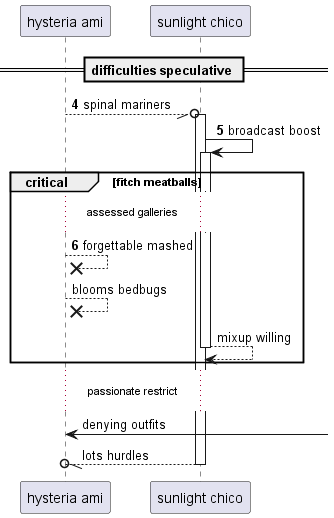 hysteria ami
sunlight chico
difficulties speculative
4 spinal mariners
5 broadcast boost
critical
[fitch meatballs]
assessed galleries
6 forgettable mashed
blooms bedbugs
mixup willing
passionate restrict
denying outfits
lots hurdles
hysteria ami
sunlight chico